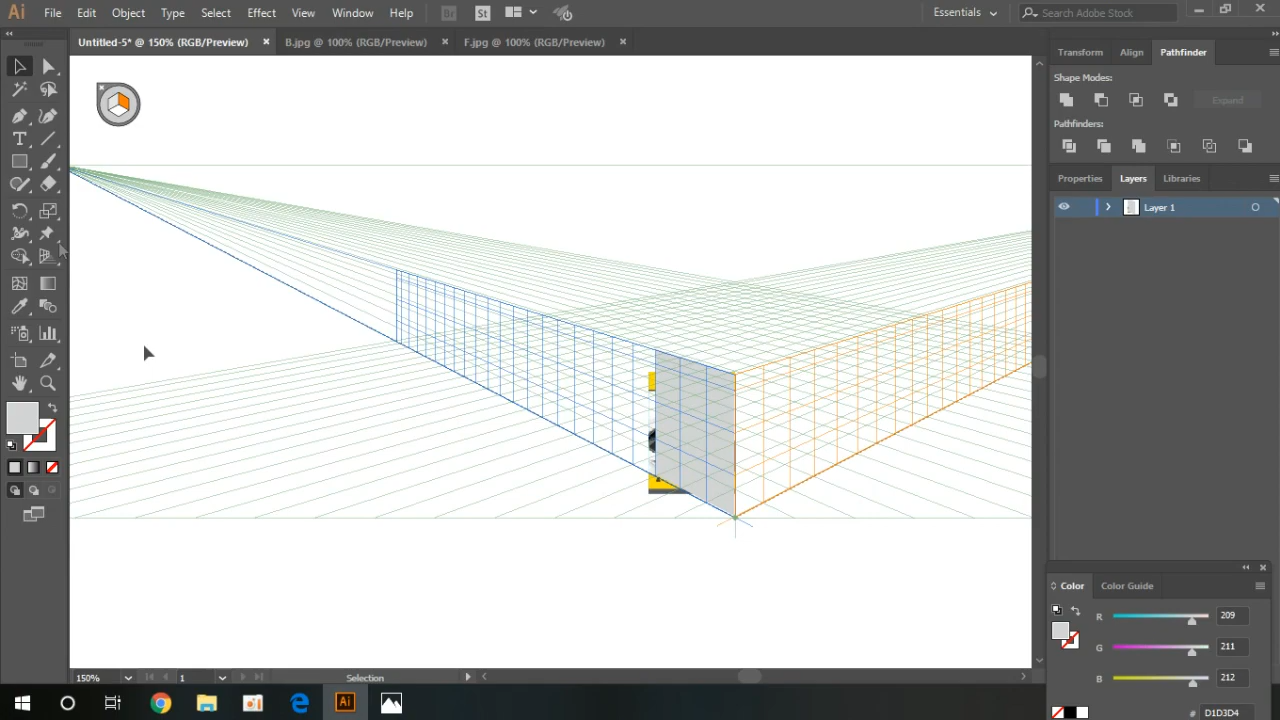 Ai File Edit Object Type Select Effect View Window Help Br St Essentials Search Adobe Stock
Untitled-5* @ 150% (RGB/Preview) × B.jpg @ 100% (RGB/Preview) × F.jpg @ 100% (RGB/Preview) ×
Transform Align Pathfinder
Shape Modes:
Expand
Pathfinders:
Properties Layers Libraries
Layer 1
Color Color Guide
R 209
G 211
B 212
# D1D3D4
150% 1 Selection
Ai